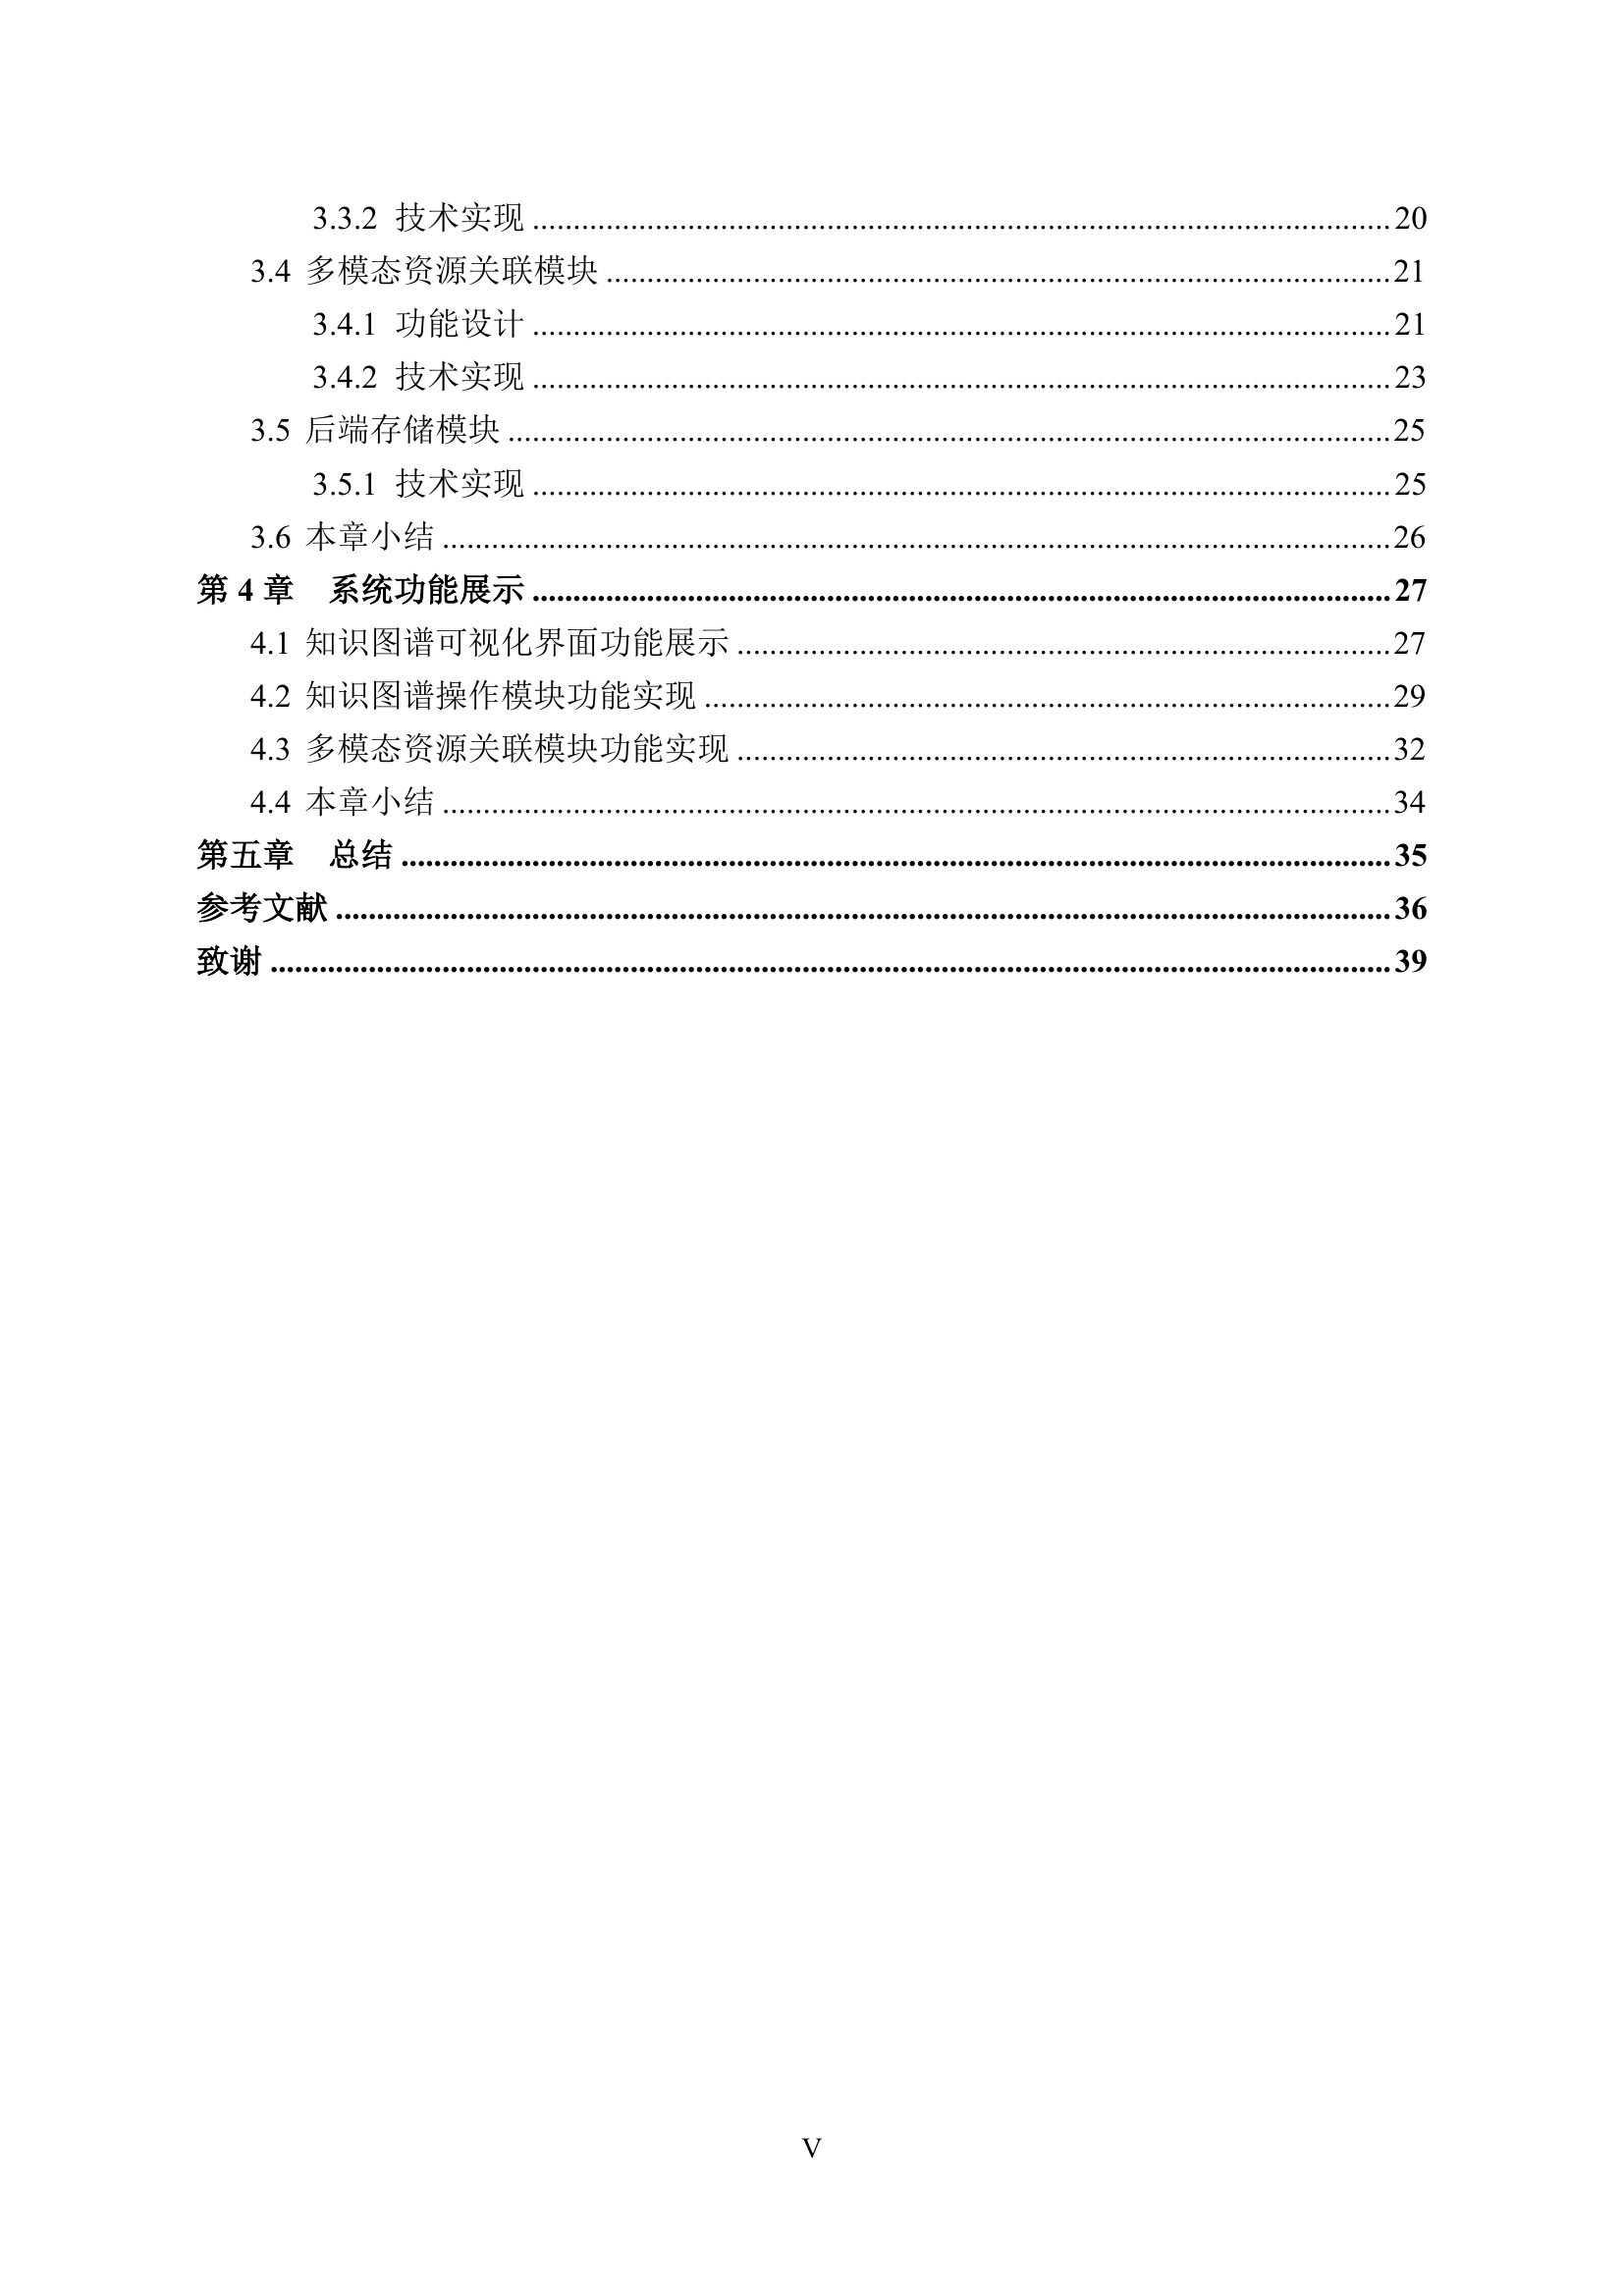 3.3.2 技术实现........................................20
3.4 多模态资源关联模块........................................21
3.4.1 功能设计........................................21
3.4.2 技术实现........................................23
3.5 后端存储模块........................................25
3.5.1 技术实现........................................25
3.6 本章小结........................................26
第 4 章 系统功能展示........................................27
4.1 知识图谱可视化界面功能展示........................................27
4.2 知识图谱操作模块功能实现........................................29
4.3 多模态资源关联模块功能实现........................................32
4.4 本章小结........................................34
第五章 总结........................................35
参考文献........................................36
致谢........................................39
V